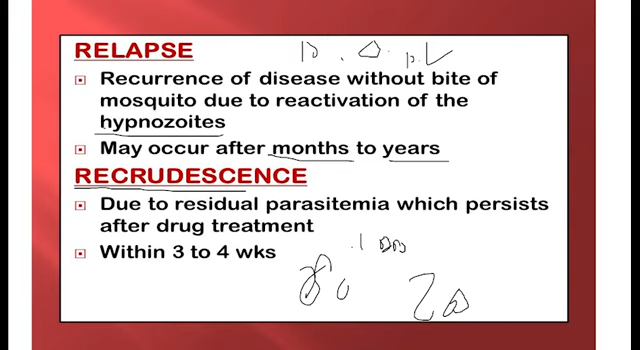 RELAPSE
Recurrence of disease without bite of
mosquito due to reactivation of the
hypnozoites
May occur after months to years
RECRUDESCENCE
Due to residual parasitemia which persists
after drug treatment
Within 3 to 4 wks